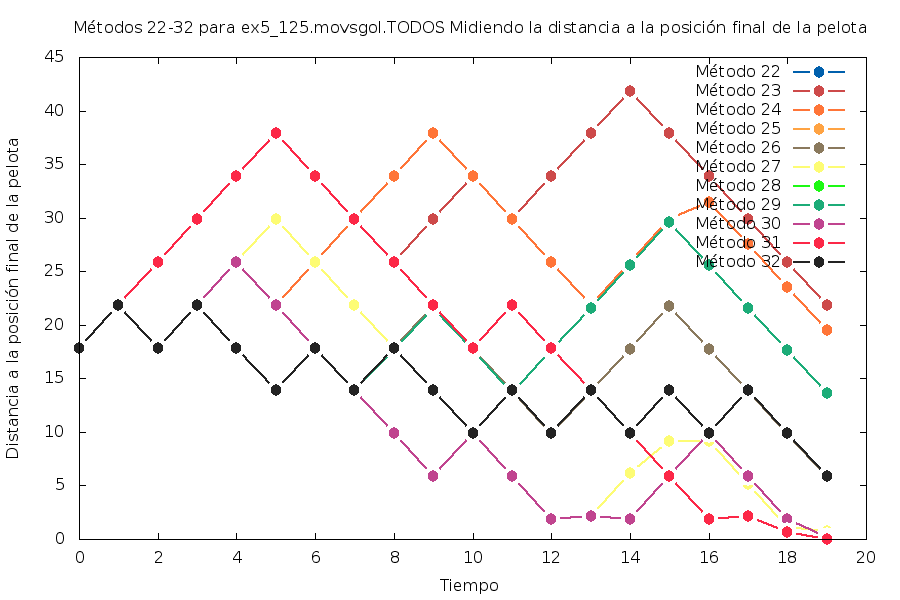 Métodos 22-32 para ex5_125.movsgol.TODOS Midiendo la distancia a la posición final de la pelota
Distancia a la posición final de la pelota
45
40
35
30
25
20
15
10
5
0
Método 22
Método 23
Método 24
Método 25
Método 26
Método 27
Método 28
Método 29
Método 30
Método 31
Método 32
0 2 4 6 8 10 12 14 16 18 20
Tiempo